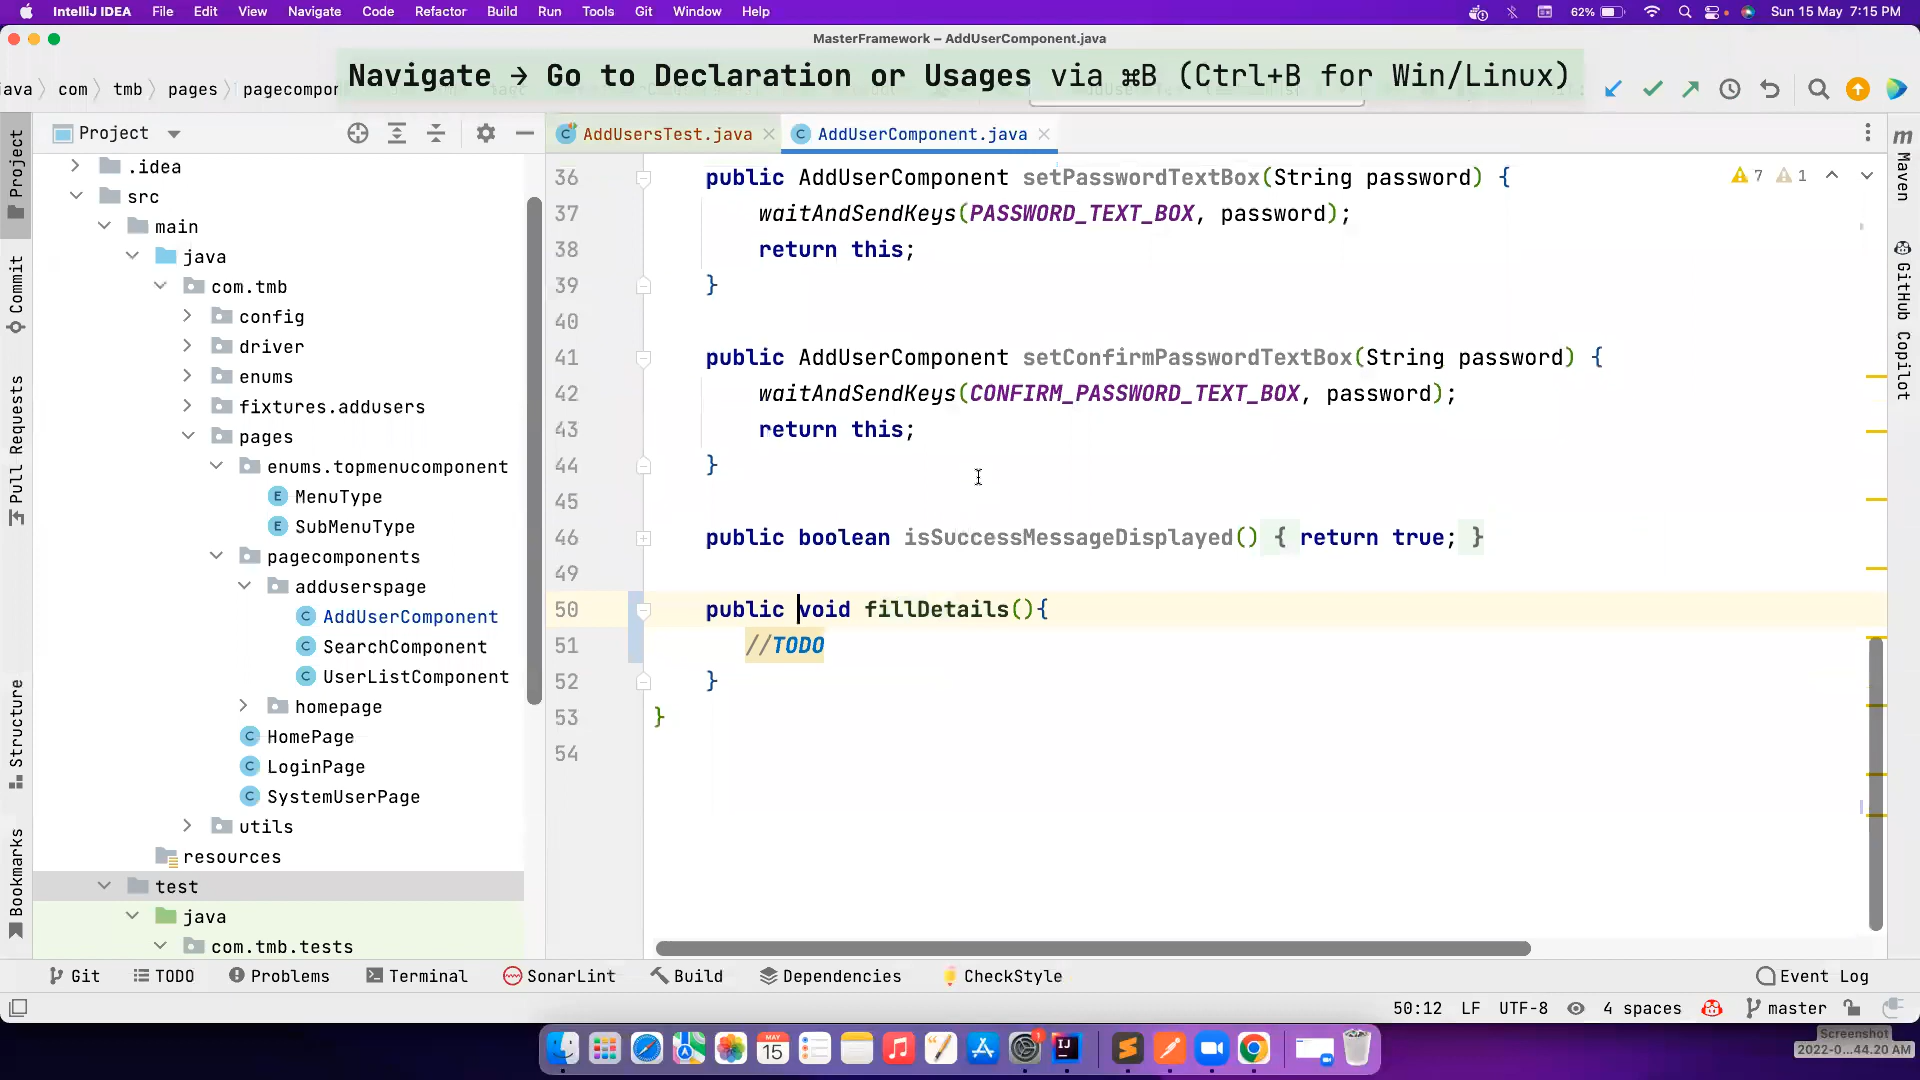 IntelliJ IDEA File Edit View Navigate Code Refactor Build Run Tools Git Window Help 62% Sun 15 May 7:15 PM
MasterFramework – AddUserComponent.java
Navigate → Go to Declaration or Usages via ⌘B (Ctrl+B for Win/Linux)
com tmb pages
Project
AddUsersTest.java AddUserComponent.java
.idea
src
main
java
com.tmb
config
driver
enums
fixtures.addusers
pages
enums.topmenucomponent
MenuType
SubMenuType
pagecomponents
adduserspage
AddUserComponent
SearchComponent
UserListComponent
homepage
HomePage
LoginPage
SystemUserPage
utils
resources
test
java
com.tmb.tests
Project
Commit
Pull Requests
Structure
Bookmarks
36 public AddUserComponent setPasswordTextBox(String password) {
37 waitAndSendKeys(PASSWORD_TEXT_BOX, password);
38 return this;
39 }
40
41 public AddUserComponent setConfirmPasswordTextBox(String password) {
42 waitAndSendKeys(CONFIRM_PASSWORD_TEXT_BOX, password);
43 return this;
44 }
45
46 public boolean isSuccessMessageDisplayed() { return true; }
49
50 public void fillDetails(){
51 //TODO
52 }
53 }
54
7 1
m
Maven
GitHub Copilot
Git TODO Problems Terminal SonarLint Build Dependencies CheckStyle Event Log
50:12 LF UTF-8 4 spaces master
Screenshot
2022-0...44.20 AM
MAY
15
1
IJ